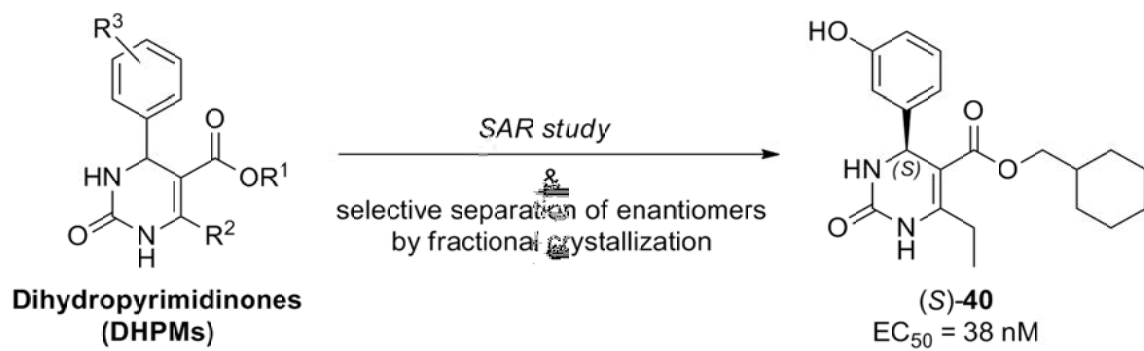 R³
O
HN
OR¹
O
N
H
R²
Dihydropyrimidinones
(DHPMs)
SAR study
&
selective separation of enantiomers
by fractional crystallization
HO
O
HN
(S)
O
O
N
H
(S)-40
EC₅₀ = 38 nM